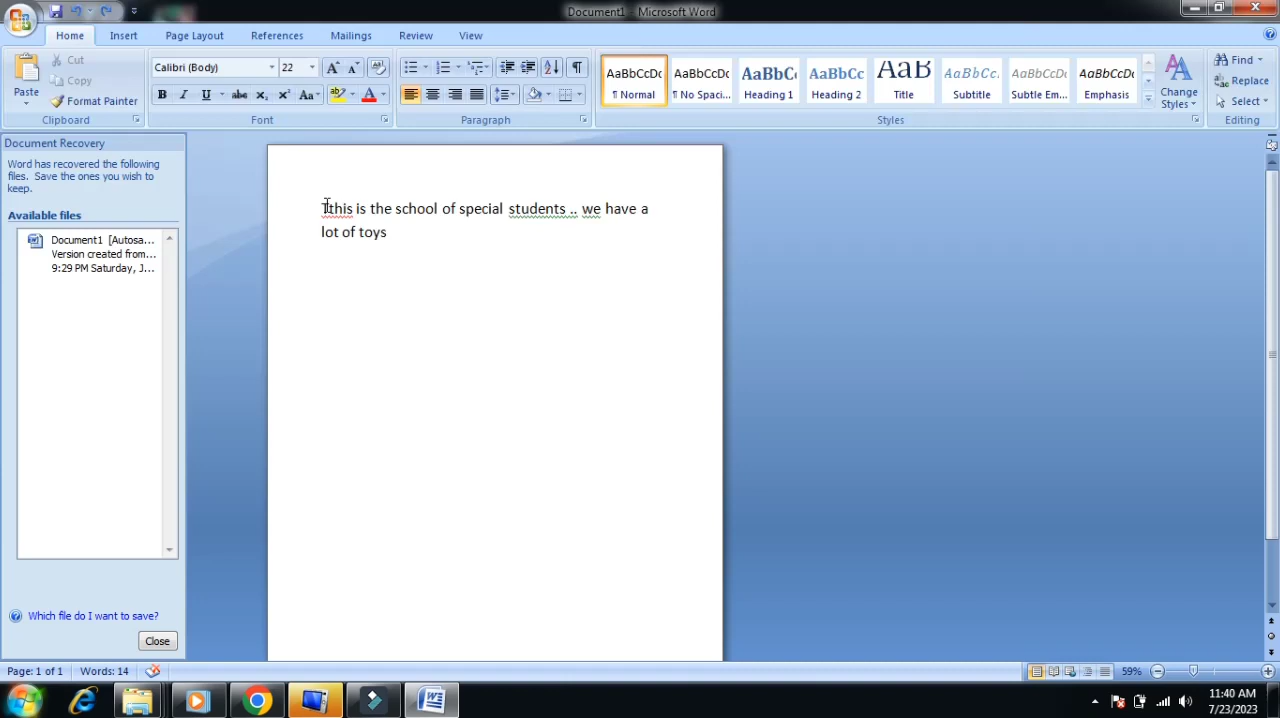 Document1 - Microsoft Word
Home Insert Page Layout References Mailings Review View
Paste
Cut
Copy
Format Painter
Clipboard
Calibri (Body) 22
Font
Paragraph
AaBbCcDc AaBbCcDc AaBbC AaBbCc AaB AaBbCc. AaBbCcDc AaBbCcDc
¶ Normal ¶ No Spaci... Heading 1 Heading 2 Title Subtitle Subtle Em... Emphasis
Change Styles
Styles
Find
Replace
Select
Editing
Document Recovery
Word has recovered the following
files. Save the ones you wish to
keep.
Available files
Document1 [Autosa...
Version created from...
9:29 PM Saturday, J...
Which file do I want to save?
Close
Tthis is the school of special students .. we have a
lot of toys
Page: 1 of 1 Words: 14
59%
11:40 AM
7/23/2023